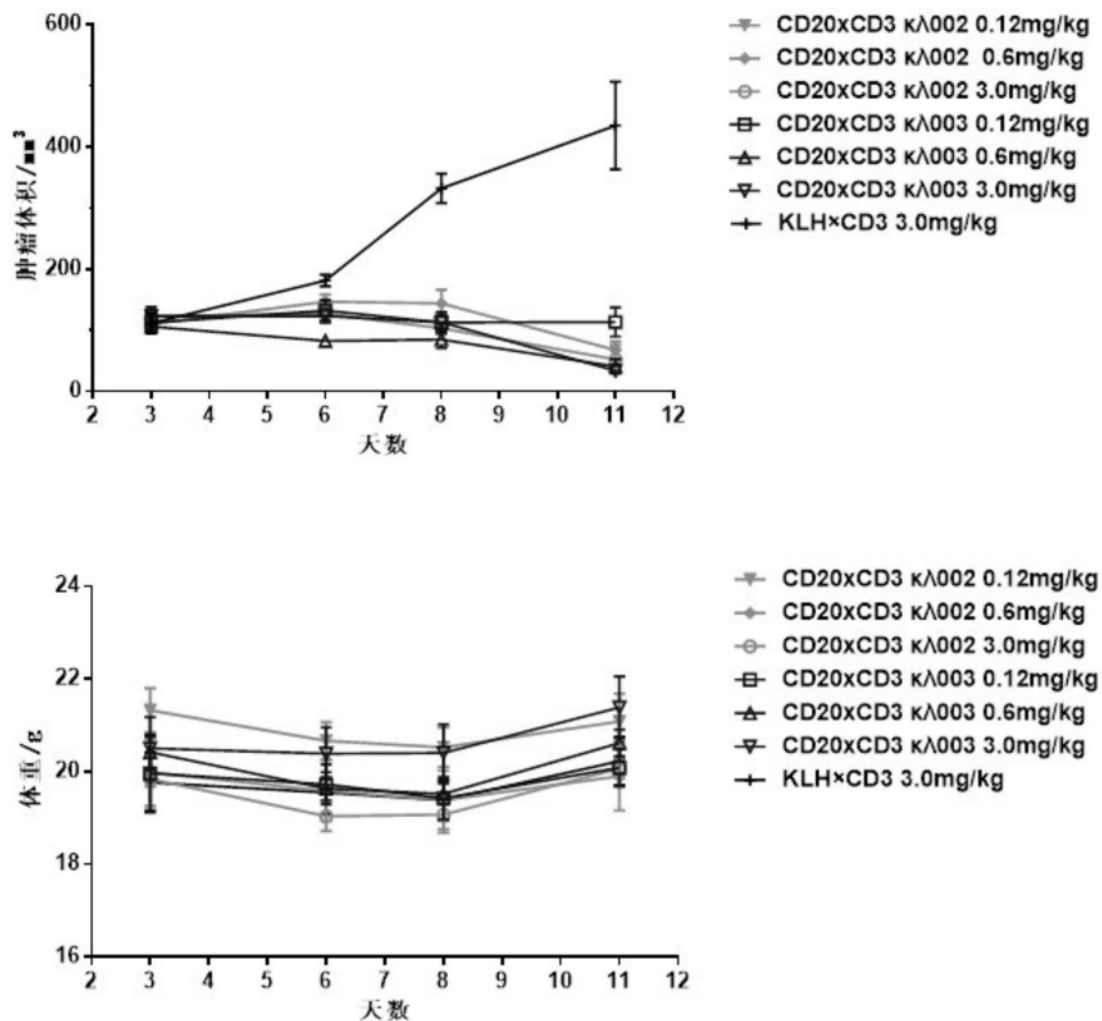 600
400
200
0
肿瘤体积/mm³
2 3 4 5 6 7 8 9 10 11 12
天数
CD20xCD3 κλ002 0.12mg/kg
CD20xCD3 κλ002 0.6mg/kg
CD20xCD3 κλ002 3.0mg/kg
CD20xCD3 κλ003 0.12mg/kg
CD20xCD3 κλ003 0.6mg/kg
CD20xCD3 κλ003 3.0mg/kg
KLH×CD3 3.0mg/kg
24
22
20
18
16
体重/g
2 3 4 5 6 7 8 9 10 11 12
天数
CD20xCD3 κλ002 0.12mg/kg
CD20xCD3 κλ002 0.6mg/kg
CD20xCD3 κλ002 3.0mg/kg
CD20xCD3 κλ003 0.12mg/kg
CD20xCD3 κλ003 0.6mg/kg
CD20xCD3 κλ003 3.0mg/kg
KLH×CD3 3.0mg/kg